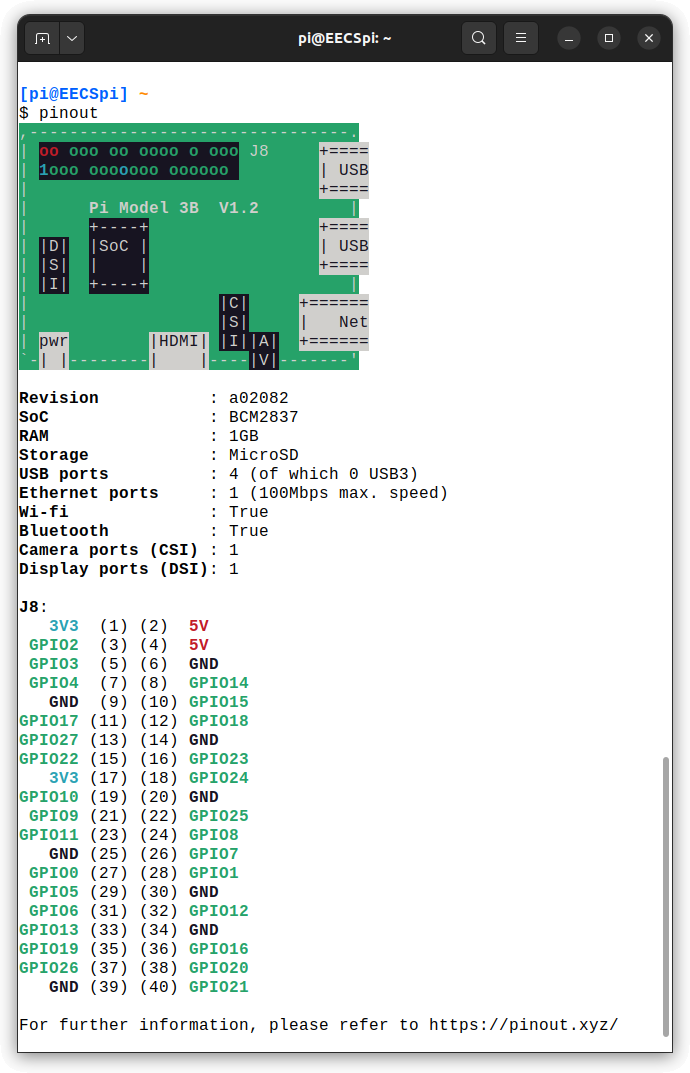 pi@EECSpi: ~
[pi@EECSpi] ~
$ pinout
,--------------------------------.
| oo ooo oo oooo o ooo J8     +====
| 1ooo ooooooo oooooo         | USB
|                             +====
|      Pi Model 3B  V1.2         |
|      +----+                 +====
| |D|  |SoC |                 | USB
| |S|  |    |                 +====
| |I|  +----+                    |
|                   |C|     +======
|                   |S|     |   Net
| pwr        |HDMI| |I||A|  +======
`-| |--------|    |----|V|-------'
Revision           : a02082
SoC                : BCM2837
RAM                : 1GB
Storage            : MicroSD
USB ports          : 4 (of which 0 USB3)
Ethernet ports     : 1 (100Mbps max. speed)
Wi-fi              : True
Bluetooth          : True
Camera ports (CSI) : 1
Display ports (DSI): 1
J8:
   3V3  (1) (2)  5V
 GPIO2  (3) (4)  5V
 GPIO3  (5) (6)  GND
 GPIO4  (7) (8)  GPIO14
   GND  (9) (10) GPIO15
GPIO17 (11) (12) GPIO18
GPIO27 (13) (14) GND
GPIO22 (15) (16) GPIO23
   3V3 (17) (18) GPIO24
GPIO10 (19) (20) GND
 GPIO9 (21) (22) GPIO25
GPIO11 (23) (24) GPIO8
   GND (25) (26) GPIO7
 GPIO0 (27) (28) GPIO1
 GPIO5 (29) (30) GND
 GPIO6 (31) (32) GPIO12
GPIO13 (33) (34) GND
GPIO19 (35) (36) GPIO16
GPIO26 (37) (38) GPIO20
   GND (39) (40) GPIO21
For further information, please refer to https://pinout.xyz/